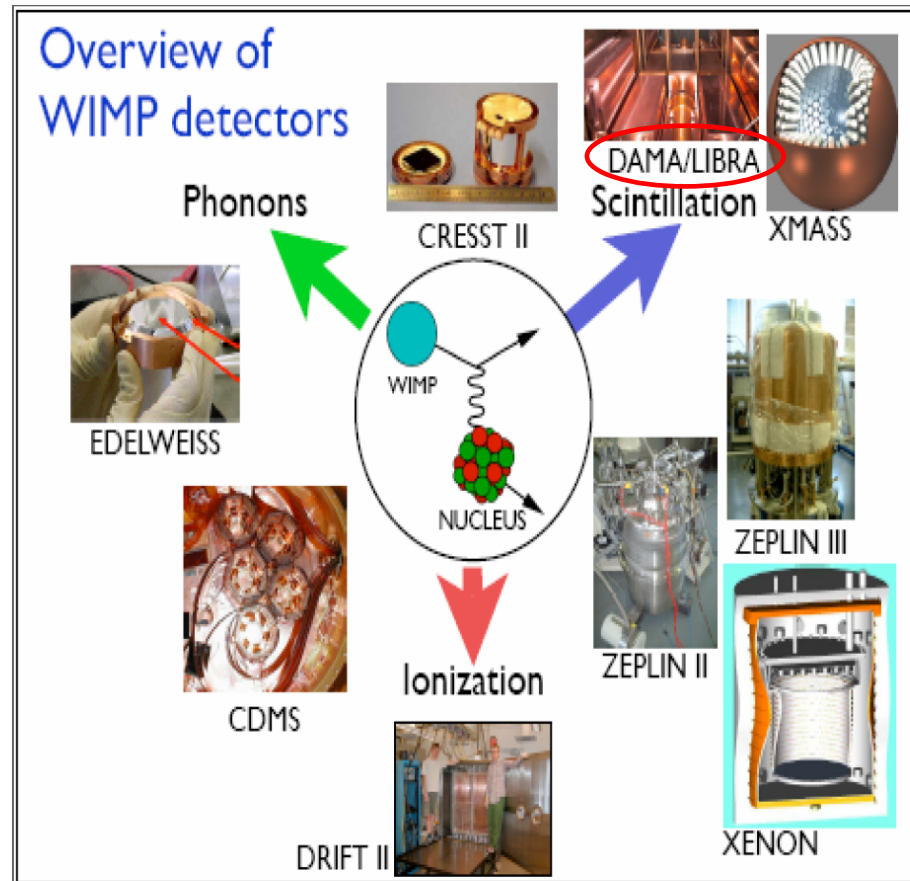 Overview of
WIMP detectors
DAMA/LIBRA
Phonons
Scintillation
CRESST II
XMASS
WIMP
EDELWEISS
NUCLEUS
ZEPLIN III
ZEPLIN II
Ionization
CDMS
DRIFT II
XENON